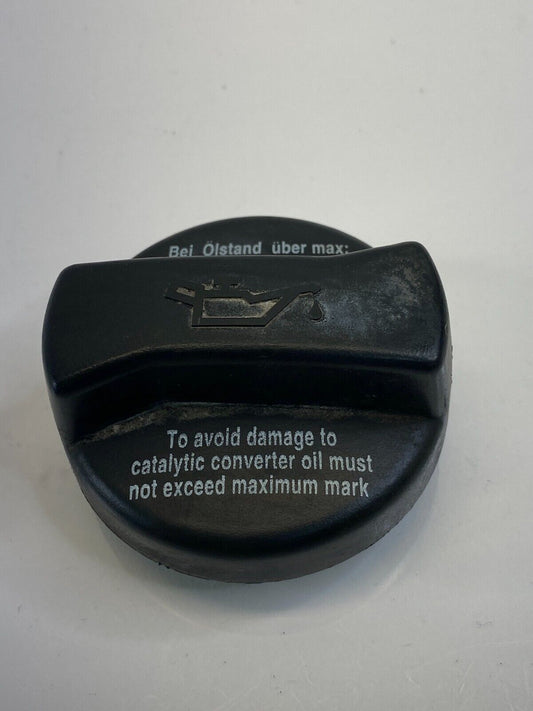 Bei Ölstand über max:
To avoid damage to
catalytic converter oil must
not exceed maximum mark